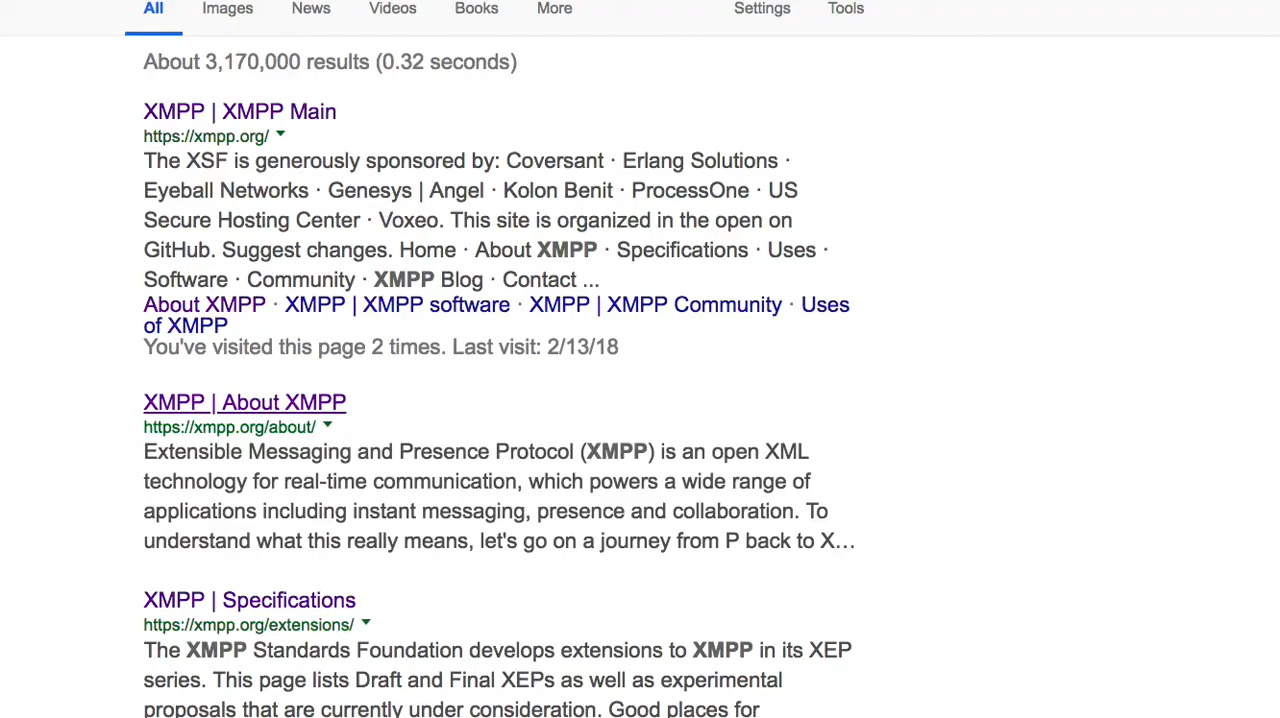 All Images News Videos Books More Settings Tools
About 3,170,000 results (0.32 seconds)
XMPP | XMPP Main
https://xmpp.org/
The XSF is generously sponsored by: Coversant · Erlang Solutions ·
Eyeball Networks · Genesys | Angel · Kolon Benit · ProcessOne · US
Secure Hosting Center · Voxeo. This site is organized in the open on
GitHub. Suggest changes. Home · About XMPP · Specifications · Uses ·
Software · Community · XMPP Blog · Contact ...
About XMPP · XMPP | XMPP software · XMPP | XMPP Community · Uses
of XMPP
You've visited this page 2 times. Last visit: 2/13/18
XMPP | About XMPP
https://xmpp.org/about/
Extensible Messaging and Presence Protocol (XMPP) is an open XML
technology for real-time communication, which powers a wide range of
applications including instant messaging, presence and collaboration. To
understand what this really means, let's go on a journey from P back to X...
XMPP | Specifications
https://xmpp.org/extensions/
The XMPP Standards Foundation develops extensions to XMPP in its XEP
series. This page lists Draft and Final XEPs as well as experimental
proposals that are currently under consideration. Good places for